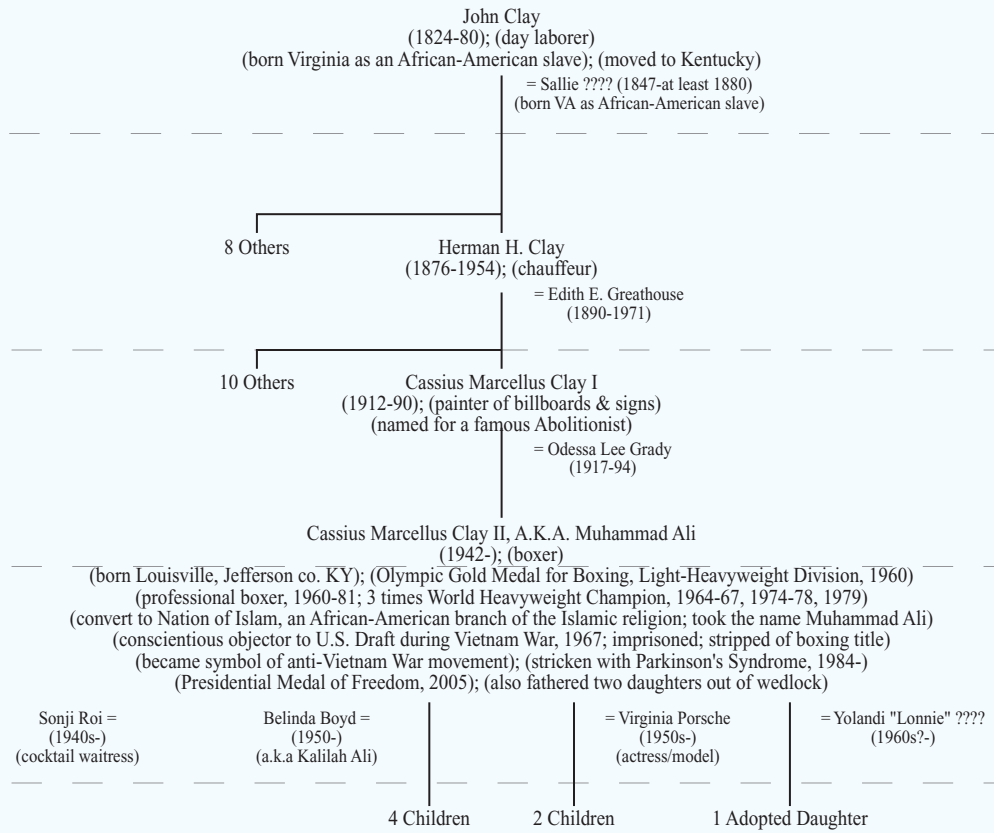 John Clay
(1824-80); (day laborer)
(born Virginia as an African-American slave); (moved to Kentucky)
= Sallie ???? (1847-at least 1880)
(born VA as African-American slave)
8 Others
Herman H. Clay
(1876-1954); (chauffeur)
= Edith E. Greathouse
(1890-1971)
10 Others
Cassius Marcellus Clay I
(1912-90); (painter of billboards & signs)
(named for a famous Abolitionist)
= Odessa Lee Grady
(1917-94)
Cassius Marcellus Clay II, A.K.A. Muhammad Ali
(1942-); (boxer)
(born Louisville, Jefferson co. KY); (Olympic Gold Medal for Boxing, Light-Heavyweight Division, 1960)
(professional boxer, 1960-81; 3 times World Heavyweight Champion, 1964-67, 1974-78, 1979)
(convert to Nation of Islam, an African-American branch of the Islamic religion; took the name Muhammad Ali)
(conscientious objector to U.S. Draft during Vietnam War, 1967; imprisoned; stripped of boxing title)
(became symbol of anti-Vietnam War movement); (stricken with Parkinson's Syndrome, 1984-)
(Presidential Medal of Freedom, 2005); (also fathered two daughters out of wedlock)
Sonji Roi =
(1940s-)
(cocktail waitress)
Belinda Boyd =
(1950-)
(a.k.a Kalilah Ali)
= Virginia Porsche
(1950s-)
(actress/model)
= Yolandi "Lonnie" ????
(1960s?-)
4 Children
2 Children
1 Adopted Daughter